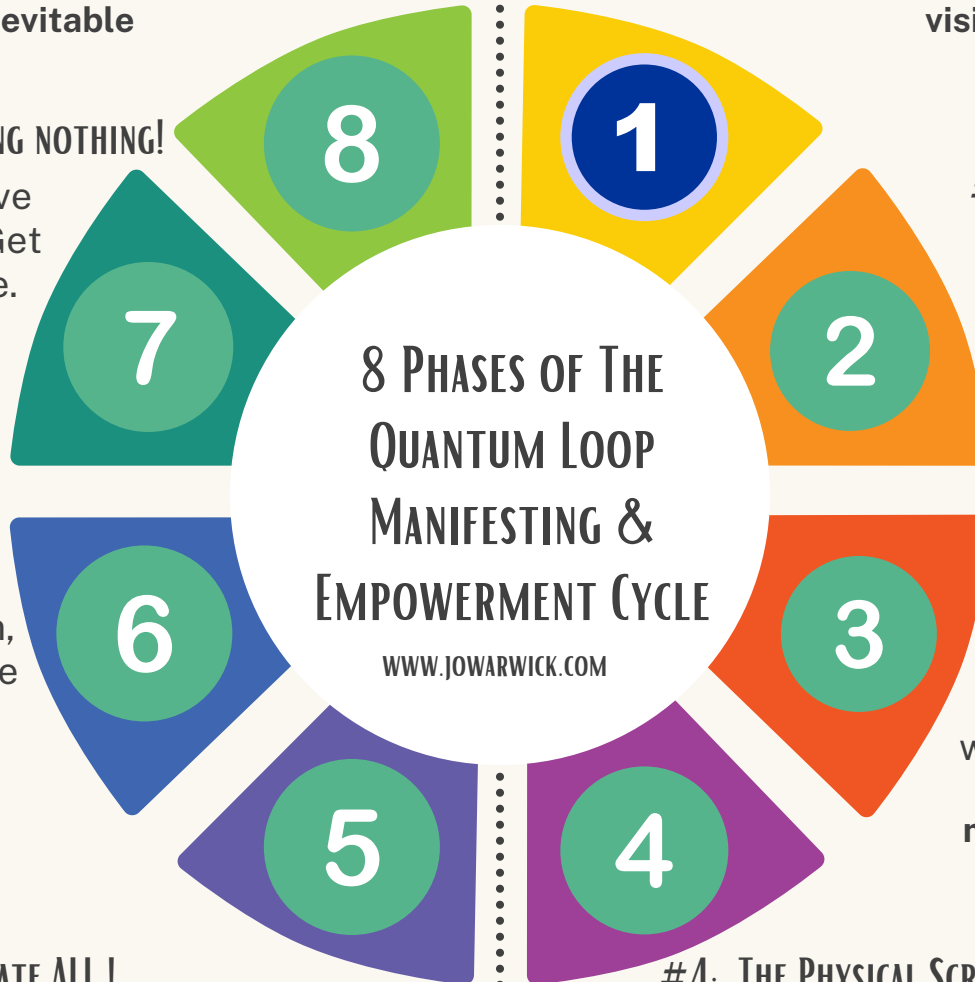 evitable
visi
8
1
NG NOTHING!
ve
Get
e.
7
2
8 PHASES OF THE
QUANTUM LOOP
MANIFESTING &
EMPOWERMENT CYCLE
WWW.JOWARWICK.COM
6
3
n,
e
w
5
4
ATE ALL !
#4: THE PHYSICAL SCR